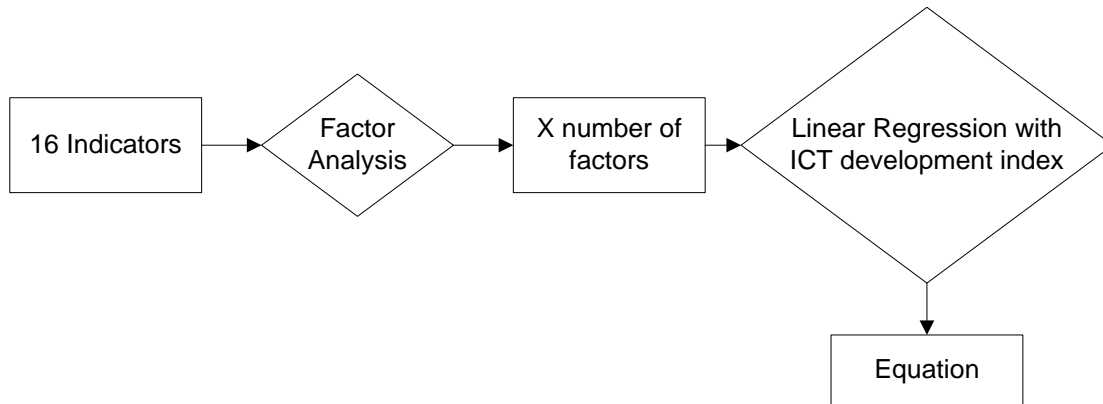 16 Indicators
Factor
Analysis
X number of
factors
Linear Regression with
ICT development index
Equation